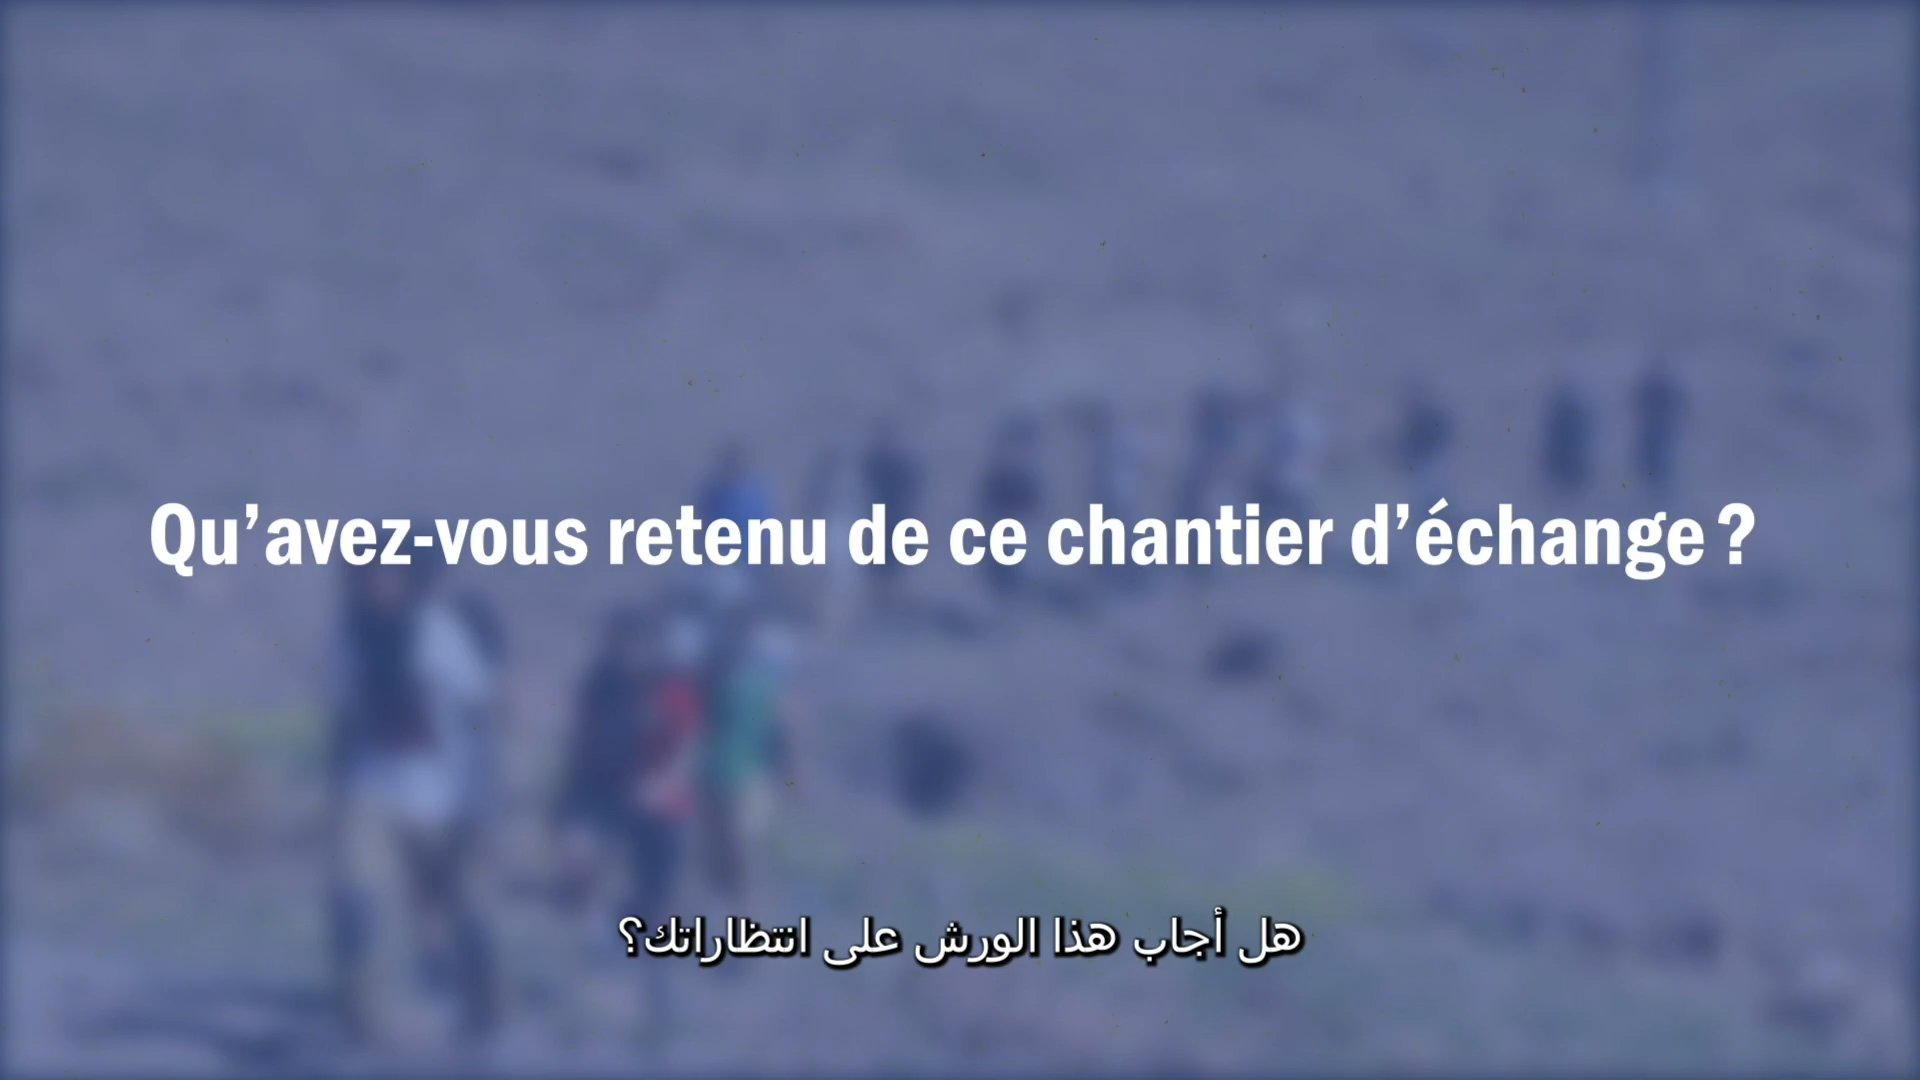 Qu’avez-vous retenu de ce chantier d’échange ?
هل أجاب هذا الورش على انتظاراتك؟